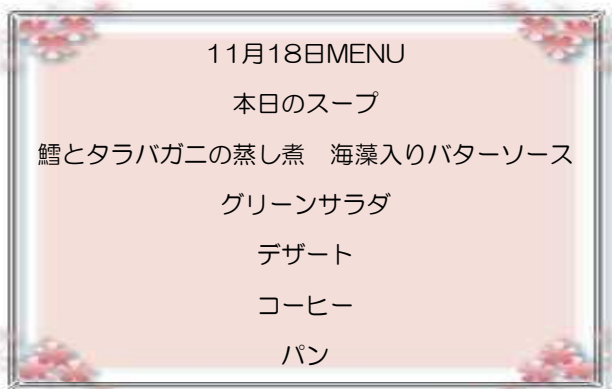 11月18日MENU
本日のスープ
鱈とタラバガニの蒸し煮　海藻入りバターソース
グリーンサラダ
デザート
コーヒー
パン